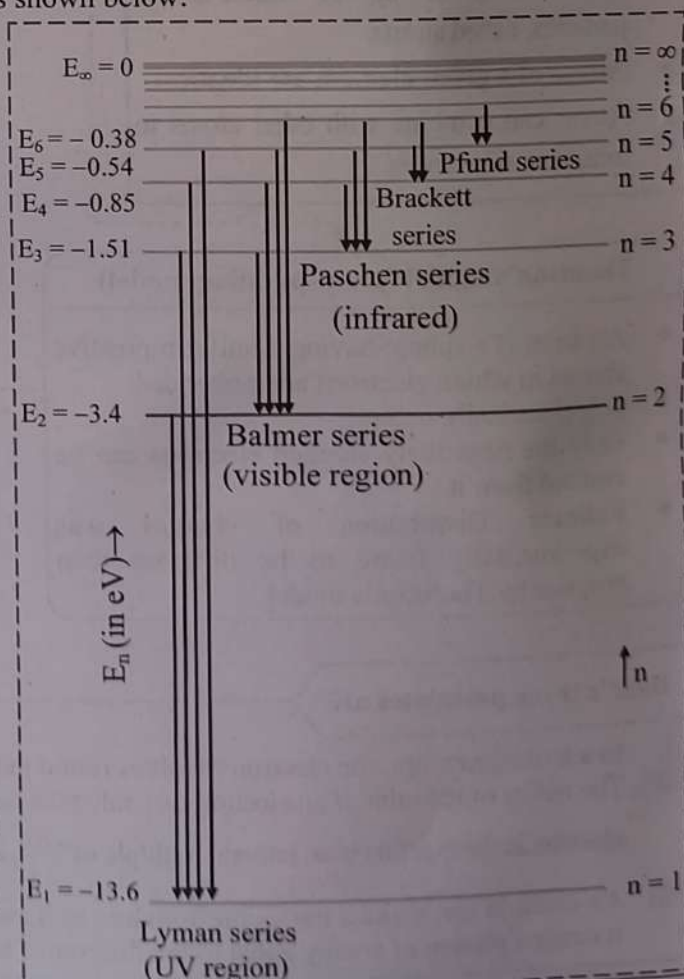 s shown below:
E∞ = 0
n = ∞
⋮
n = 6
E₆ = − 0.38
n = 5
E₅ = −0.54
Pfund series
n = 4
E₄ = −0.85
Brackett
series
E₃ = −1.51
n = 3
Paschen series
(infrared)
E₂ = −3.4
n = 2
Balmer series
(visible region)
Eₙ (in eV)→
↑n
E₁ = −13.6
n = 1
Lyman series
(UV region)